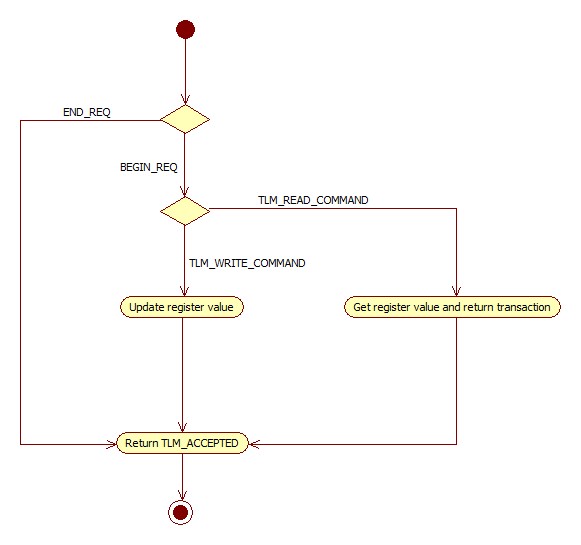 END_REQ
BEGIN_REQ
TLM_READ_COMMAND
TLM_WRITE_COMMAND
Update register value
Get register value and return transaction
Return TLM_ACCEPTED